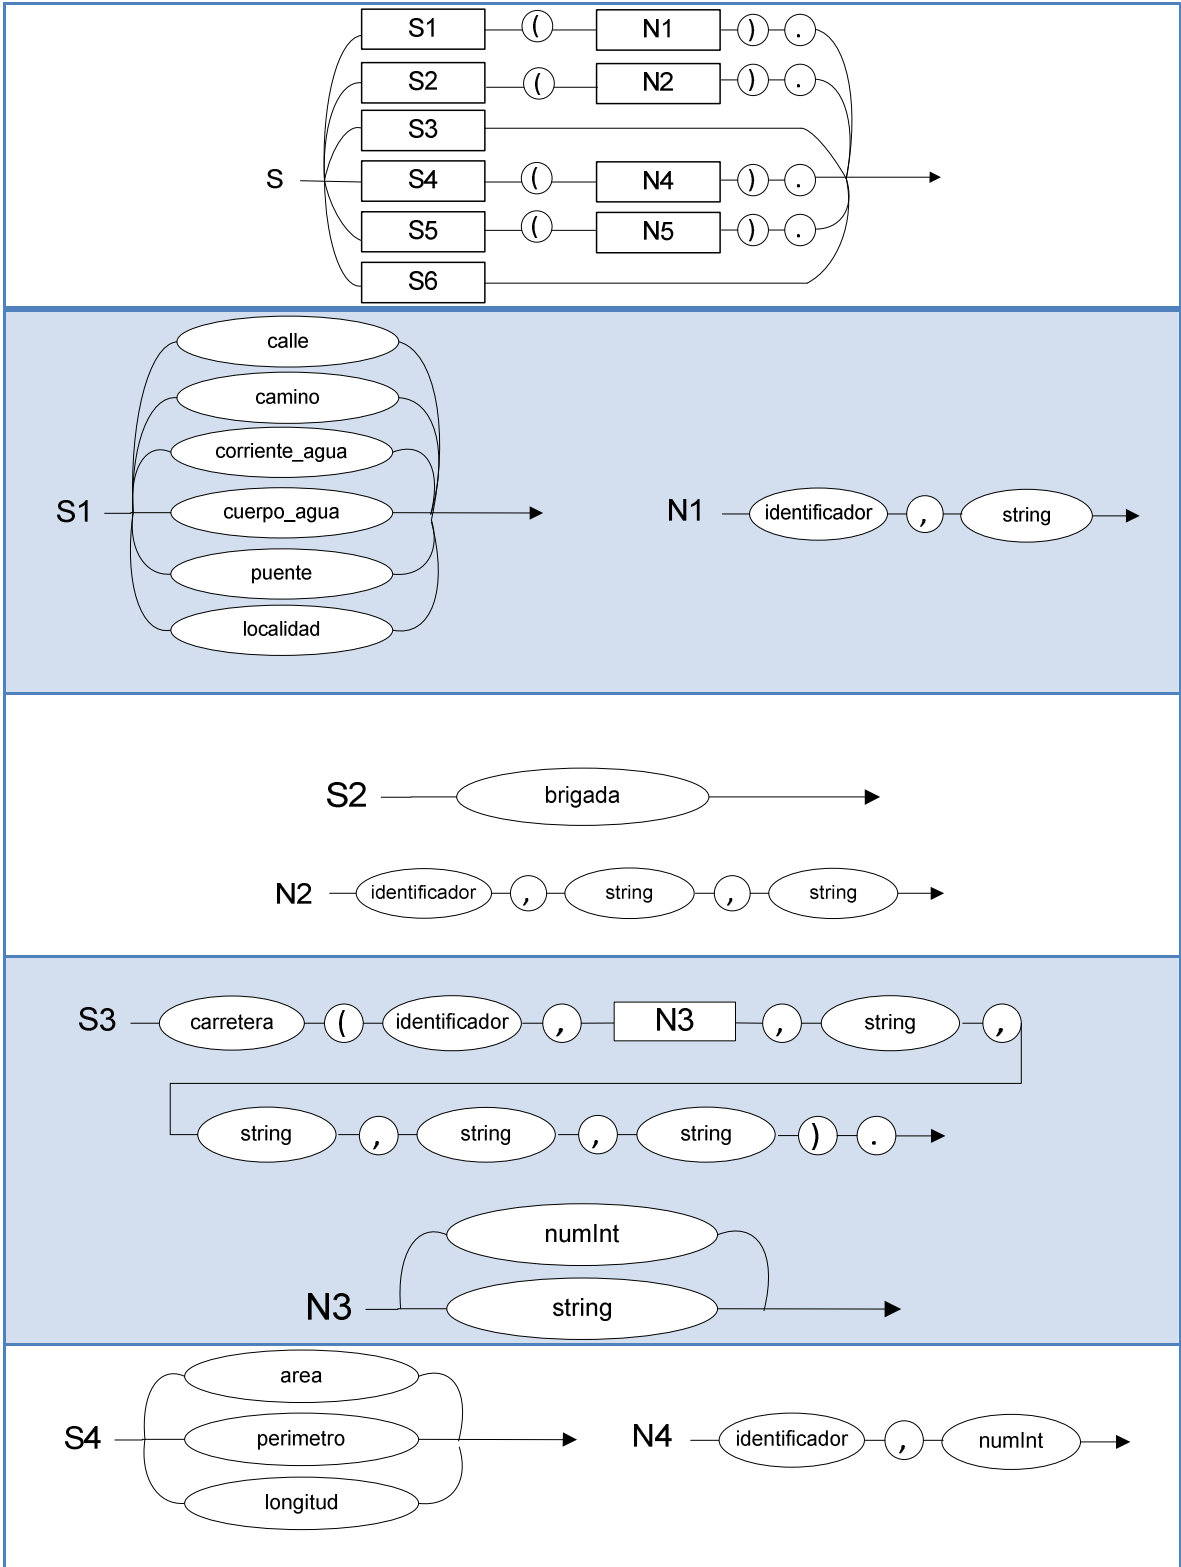 S1 ( N1 ) .
S2 ( N2 ) .
S3
S S4 ( N4 ) .
S5 ( N5 ) .
S6
calle
camino
corriente_agua
S1 cuerpo_agua
puente
localidad
N1 identificador , string
S2 brigada
N2 identificador , string , string
S3 carretera ( identificador , N3 , string ,
string , string , string ) .
numInt
N3 string
area
S4 perimetro
longitud
N4 identificador , numInt